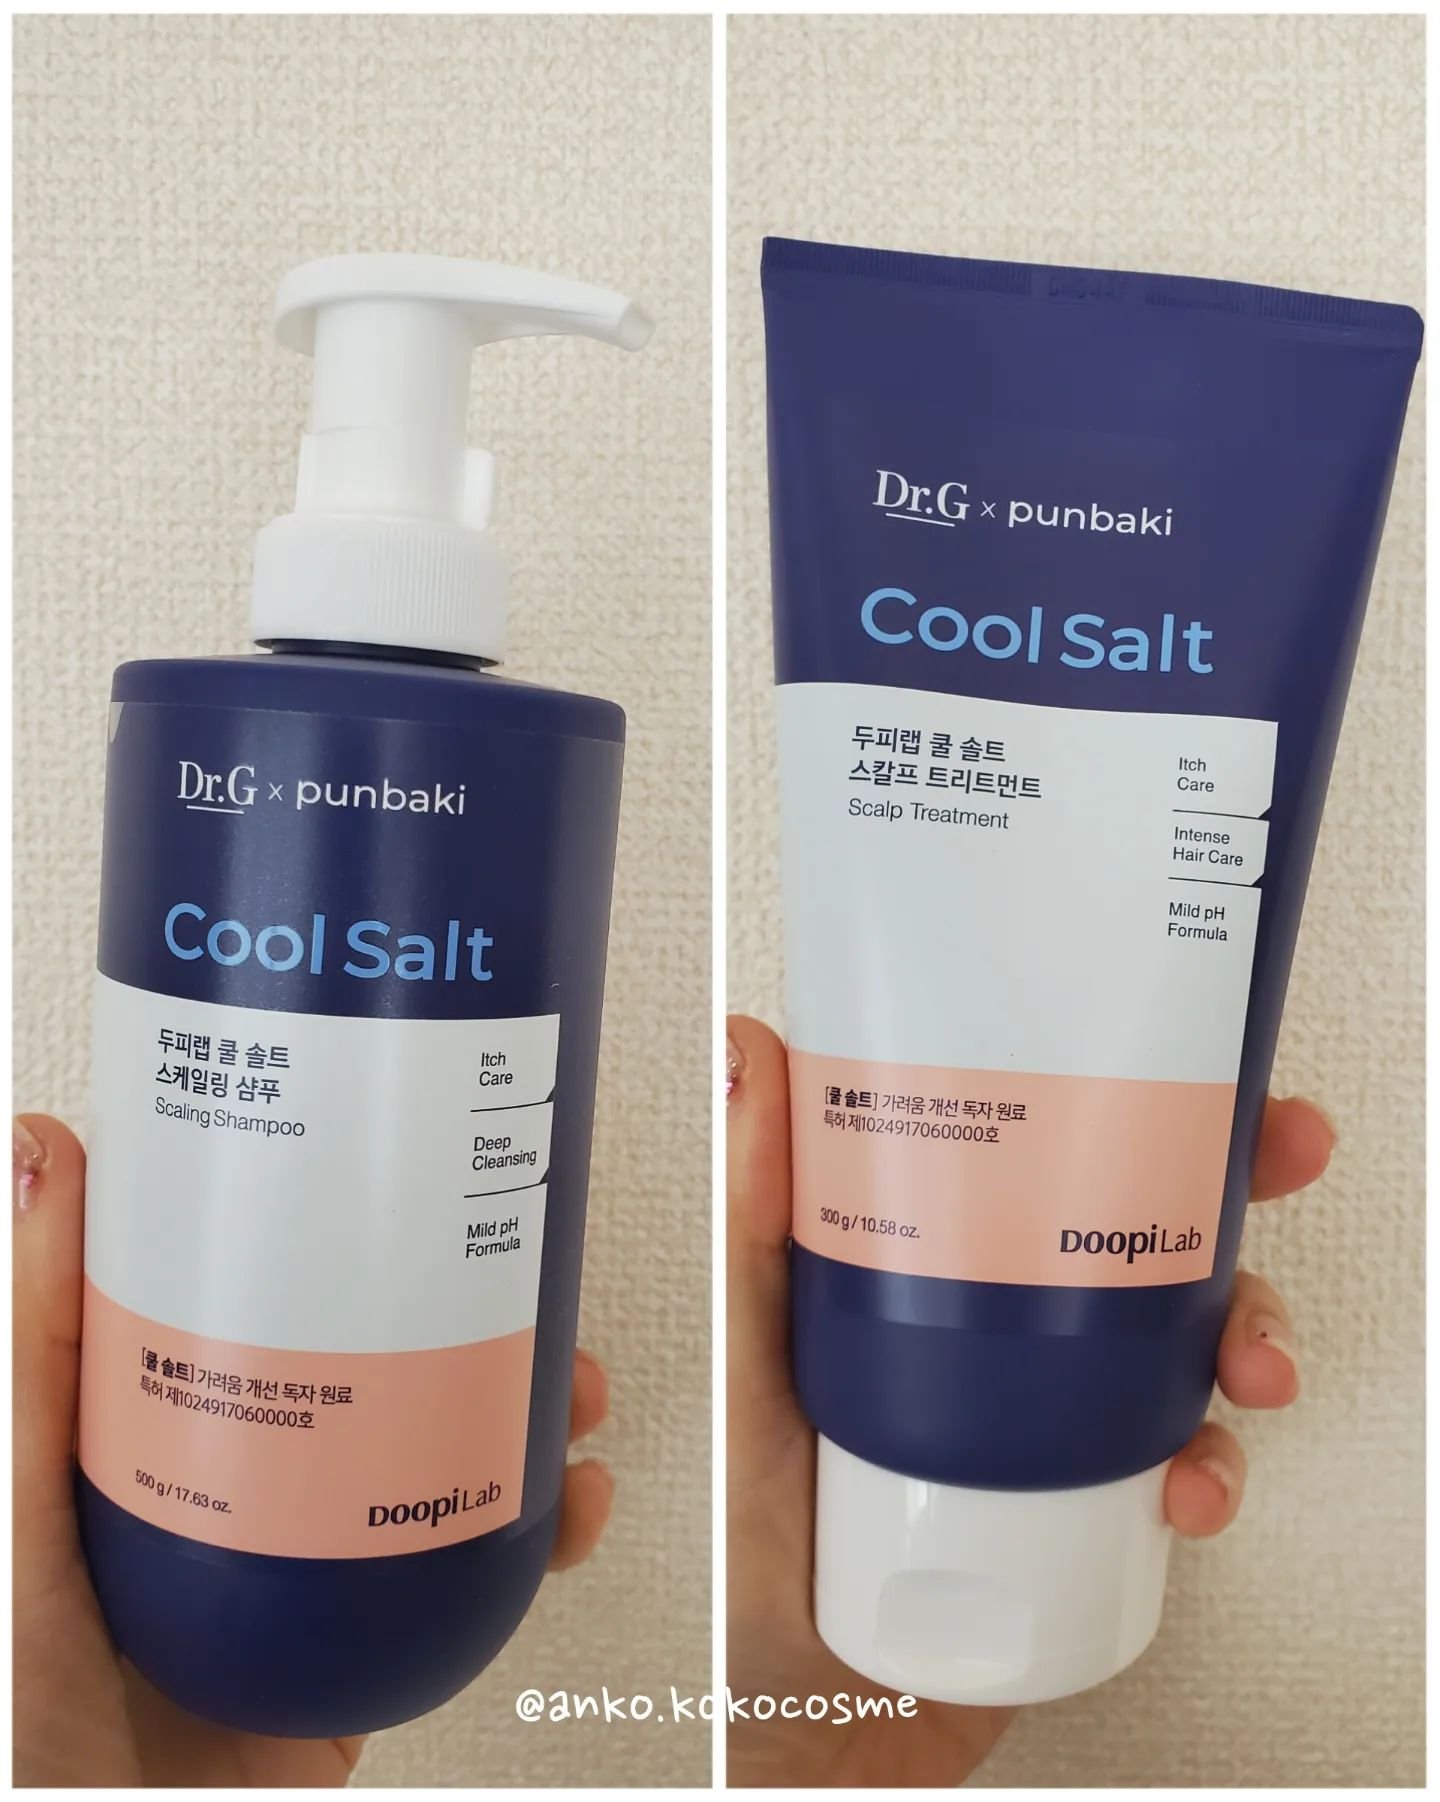 Dr.G x punbaki
Cool Salt
두피랩 쿨 솔트
스케일링 샴푸
Scaling Shampoo
Itch
Care
Deep
Cleansing
Mild pH
Formula
[쿨 솔트] 가려움 개선 독자 원료
특허 제1024917060000호
500 g / 17.63 oz.
DOOpi Lab
Dr.G x punbaki
Cool Salt
두피랩 쿨 솔트
스칼프 트리트먼트
Scalp Treatment
Itch
Care
Intense
Hair Care
Mild pH
Formula
[쿨 솔트] 가려움 개선 독자 원료
특허 제1024917060000호
300 g / 10.58 oz.
DOOpi Lab
@anko.kokocosme